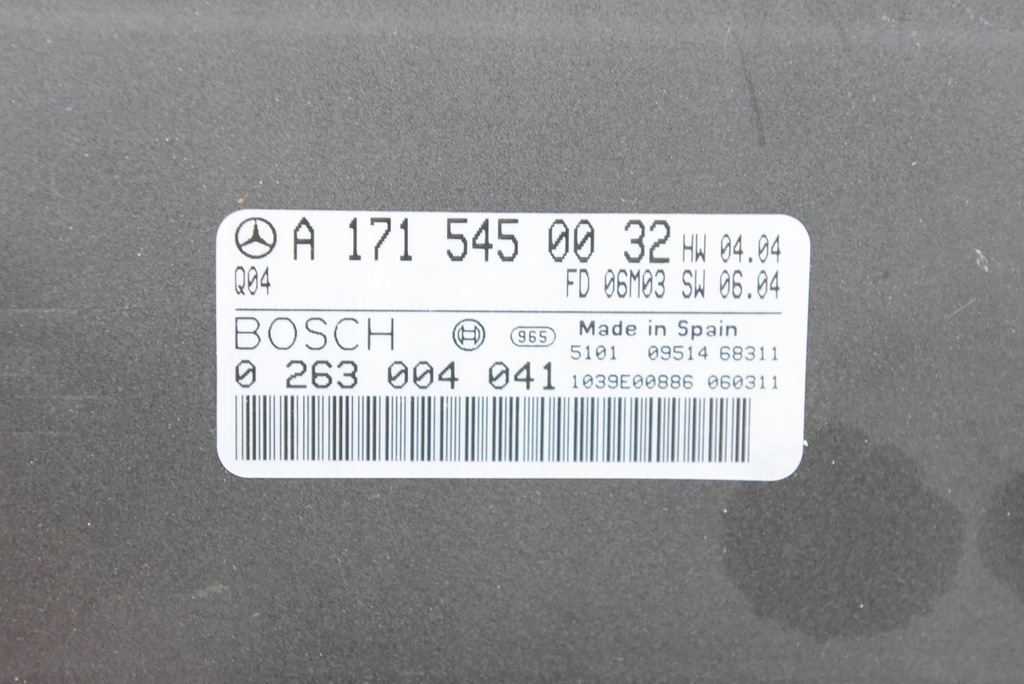 A 171 545 00 32 HW 04.04
Q04 FD 06M03 SW 06.04
BOSCH 965 Made in Spain
5101 09514 68311
0 263 004 041 1039E00886 060311